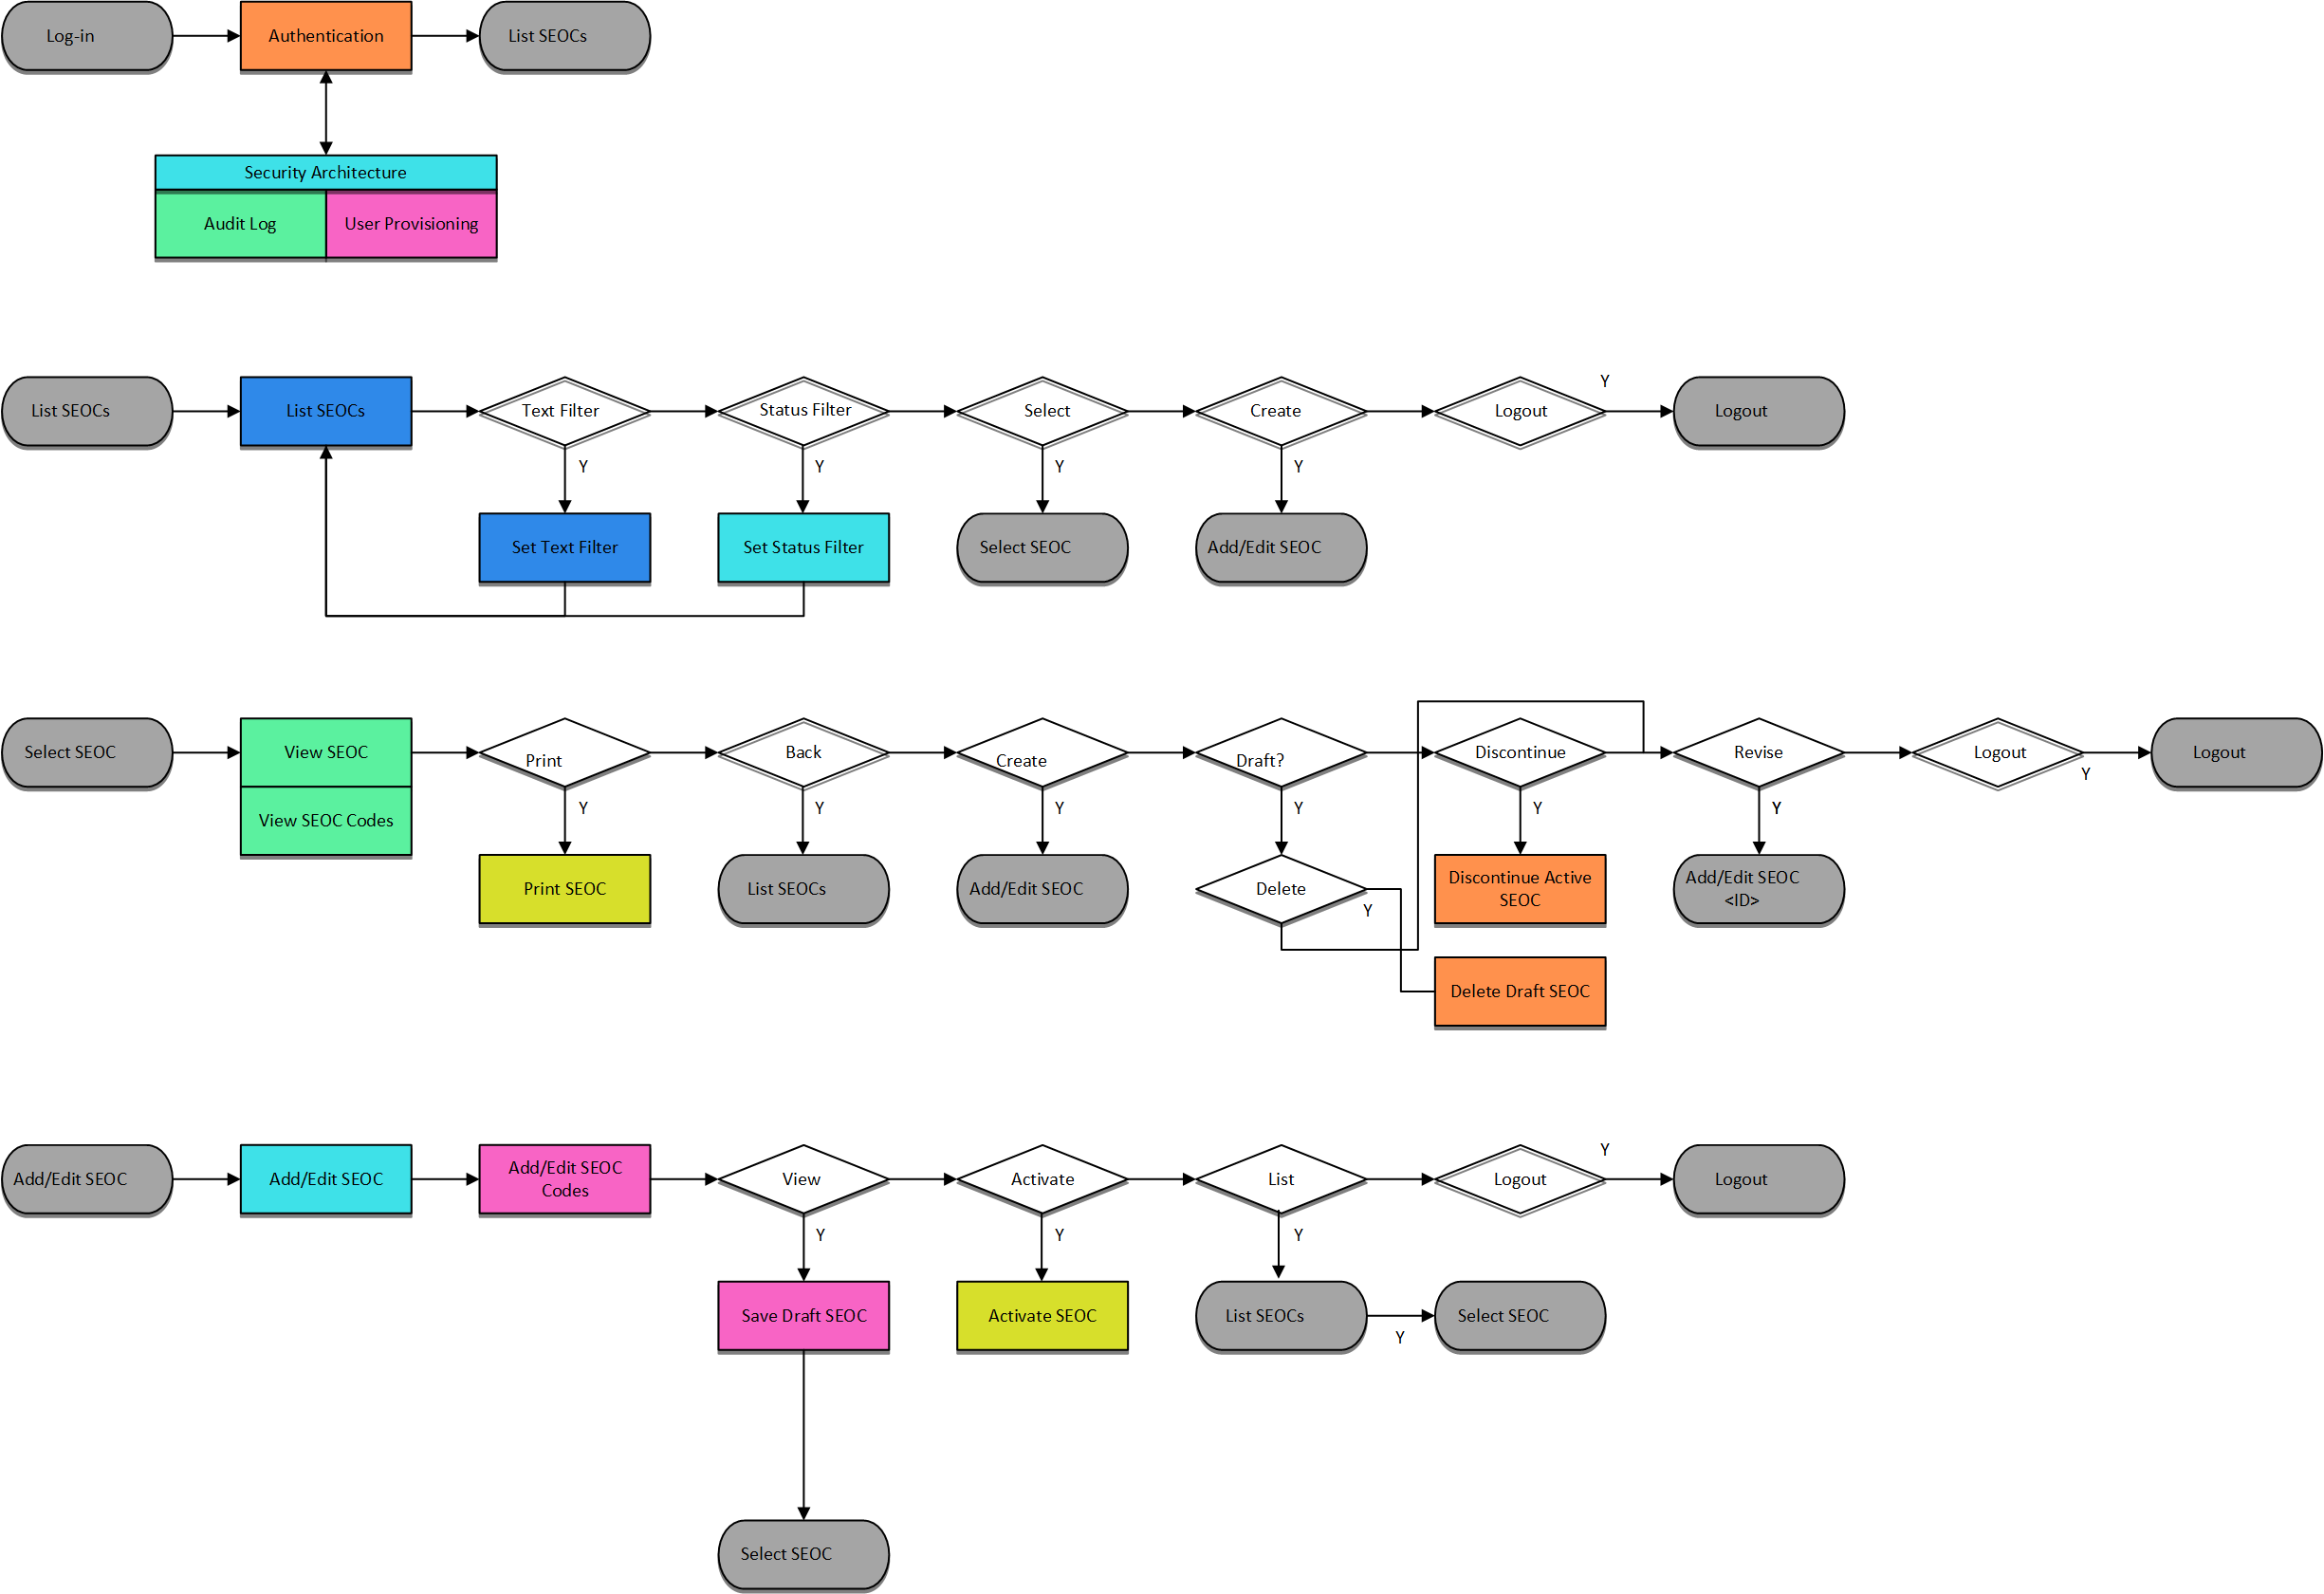 Log-in
Authentication
List SEOCs
Security Architecture
Audit Log
User Provisioning
List SEOCs
List SEOCs
Text Filter
Status Filter
Select
Create
Logout
Y
Logout
Y
Y
Y
Y
Set Text Filter
Set Status Filter
Select SEOC
Add/Edit SEOC
Select SEOC
View SEOC
Print
Back
Create
Draft?
Discontinue
Revise
Logout
Y
Logout
View SEOC Codes
Y
Y
Y
Y
Y
Y
Print SEOC
List SEOCs
Add/Edit SEOC
Delete
Y
Discontinue Active
SEOC
Add/Edit SEOC
<ID>
Delete Draft SEOC
Add/Edit SEOC
Add/Edit SEOC
Add/Edit SEOC
Codes
View
Activate
List
Logout
Y
Logout
Y
Y
Y
Save Draft SEOC
Activate SEOC
List SEOCs
Y
Select SEOC
Select SEOC